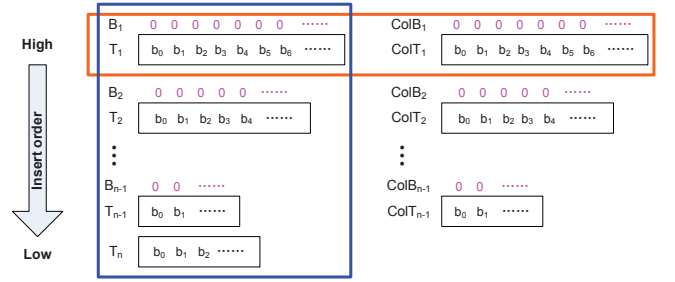 B₁ 0 0 0 0 0 0 0 ······ ColB₁ 0 0 0 0 0 0 0 ······
High T₁ b₀ b₁ b₂ b₃ b₄ b₅ b₆ ······ ColT₁ b₀ b₁ b₂ b₃ b₄ b₅ b₆ ······
B₂ 0 0 0 0 0 ······ ColB₂ 0 0 0 0 0 ······
T₂ b₀ b₁ b₂ b₃ b₄ ······ ColT₂ b₀ b₁ b₂ b₃ b₄ ······
Insert order
⋮ ⋮
Bₙ₋₁ 0 0 ······ ColBₙ₋₁ 0 0 ······
Tₙ₋₁ b₀ b₁ ······ ColTₙ₋₁ b₀ b₁ ······
Low Tₙ b₀ b₁ b₂ ······